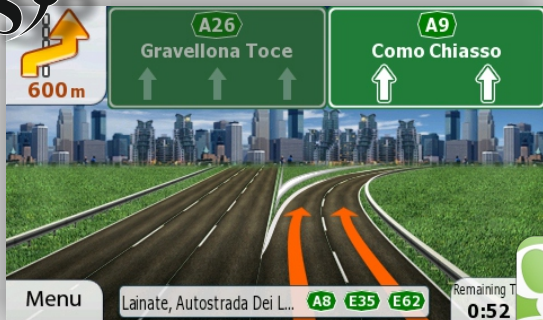 A26
Gravellona Toce
A9
Como Chiasso
600 m
Menu
Lainate, Autostrada Dei L... A8 E35 E62
Remaining T
0:52